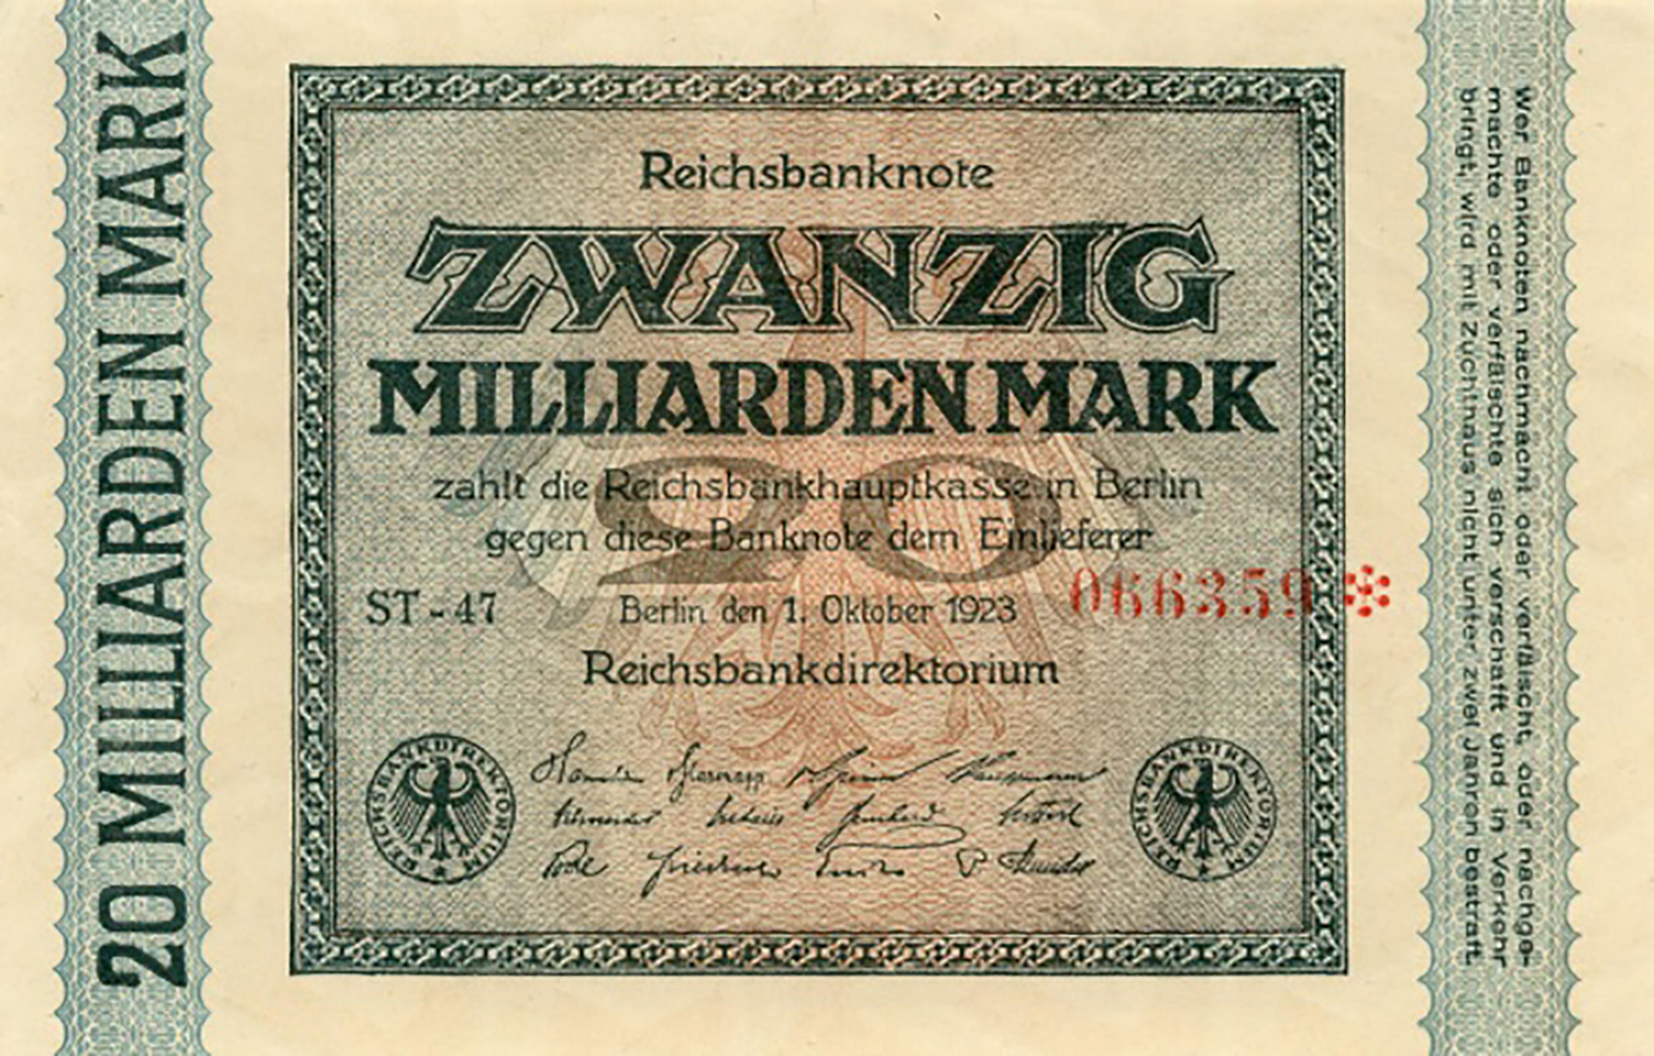 20 MILLIARDEN MARK
Reichsbanknote
ZWANZIG
MILLIARDEN MARK
20
zahlt die Reichsbankhauptkasse in Berlin
gegen diese Banknote dem Einlieferer
ST-47 Berlin den 1. Oktober 1923 066359 *
Reichsbankdirektorium
REICHSBANKDIREKTORIUM
REICHSBANKDIREKTORIUM
Wer Banknoten nachmacht oder verfälscht, oder nachge-
machte oder verfälschte sich verschafft und in Verkehr
bringt, wird mit Zuchthaus nicht unter zwei Jahren bestraft.